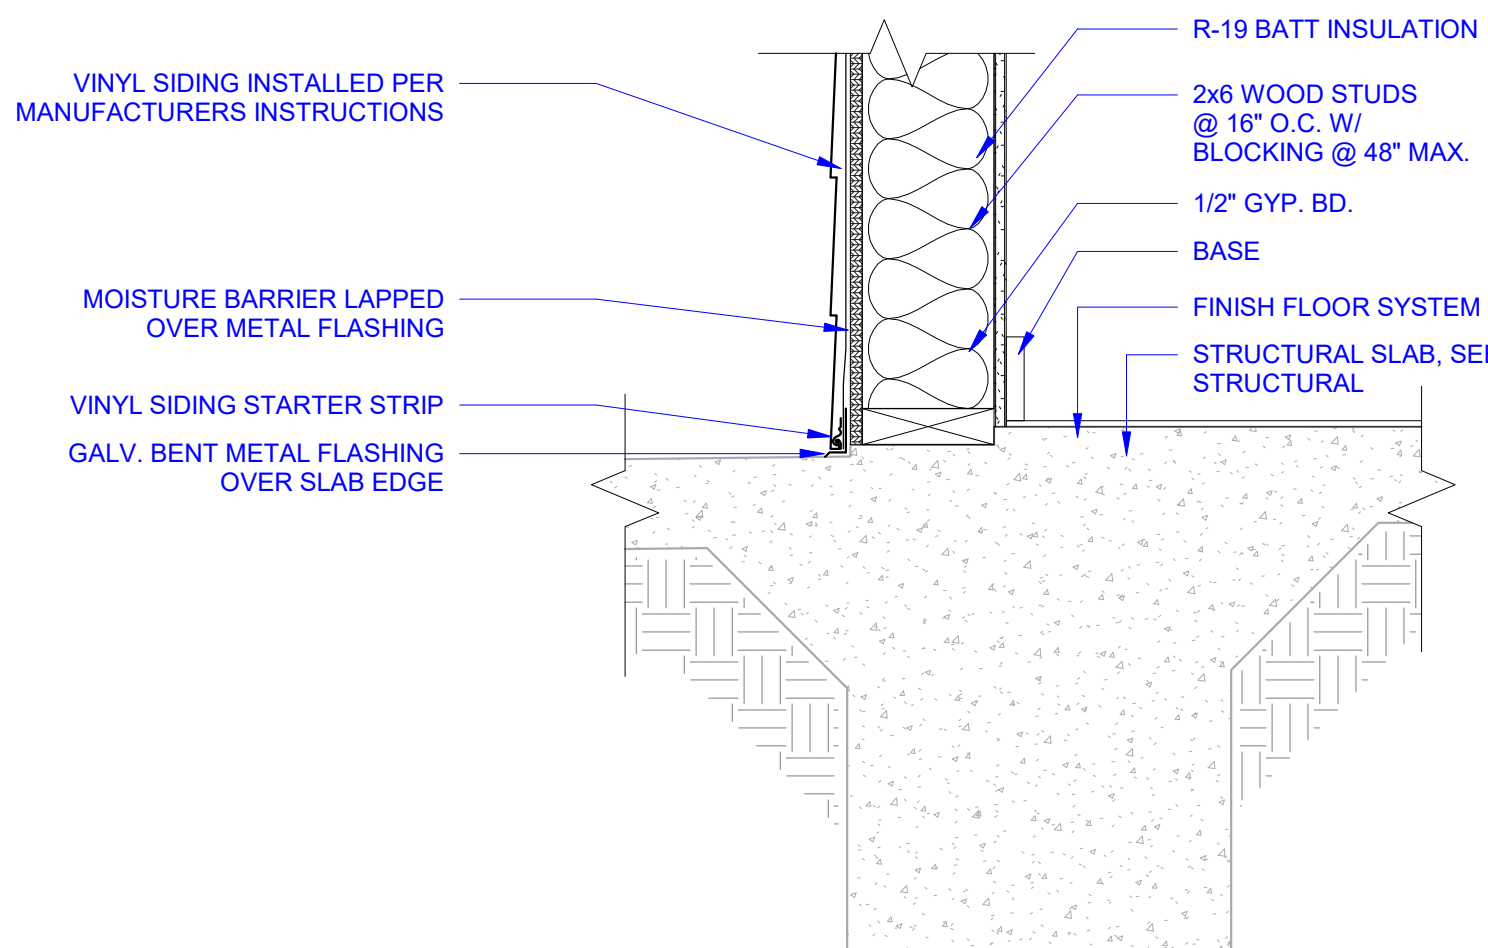 VINYL SIDING INSTALLED PER
MANUFACTURERS INSTRUCTIONS
MOISTURE BARRIER LAPPED
OVER METAL FLASHING
VINYL SIDING STARTER STRIP
GALV. BENT METAL FLASHING
OVER SLAB EDGE
R-19 BATT INSULATION
2x6 WOOD STUDS
@ 16" O.C. W/
BLOCKING @ 48" MAX.
1/2" GYP. BD.
BASE
FINISH FLOOR SYSTEM
STRUCTURAL SLAB,
STRUCTURAL